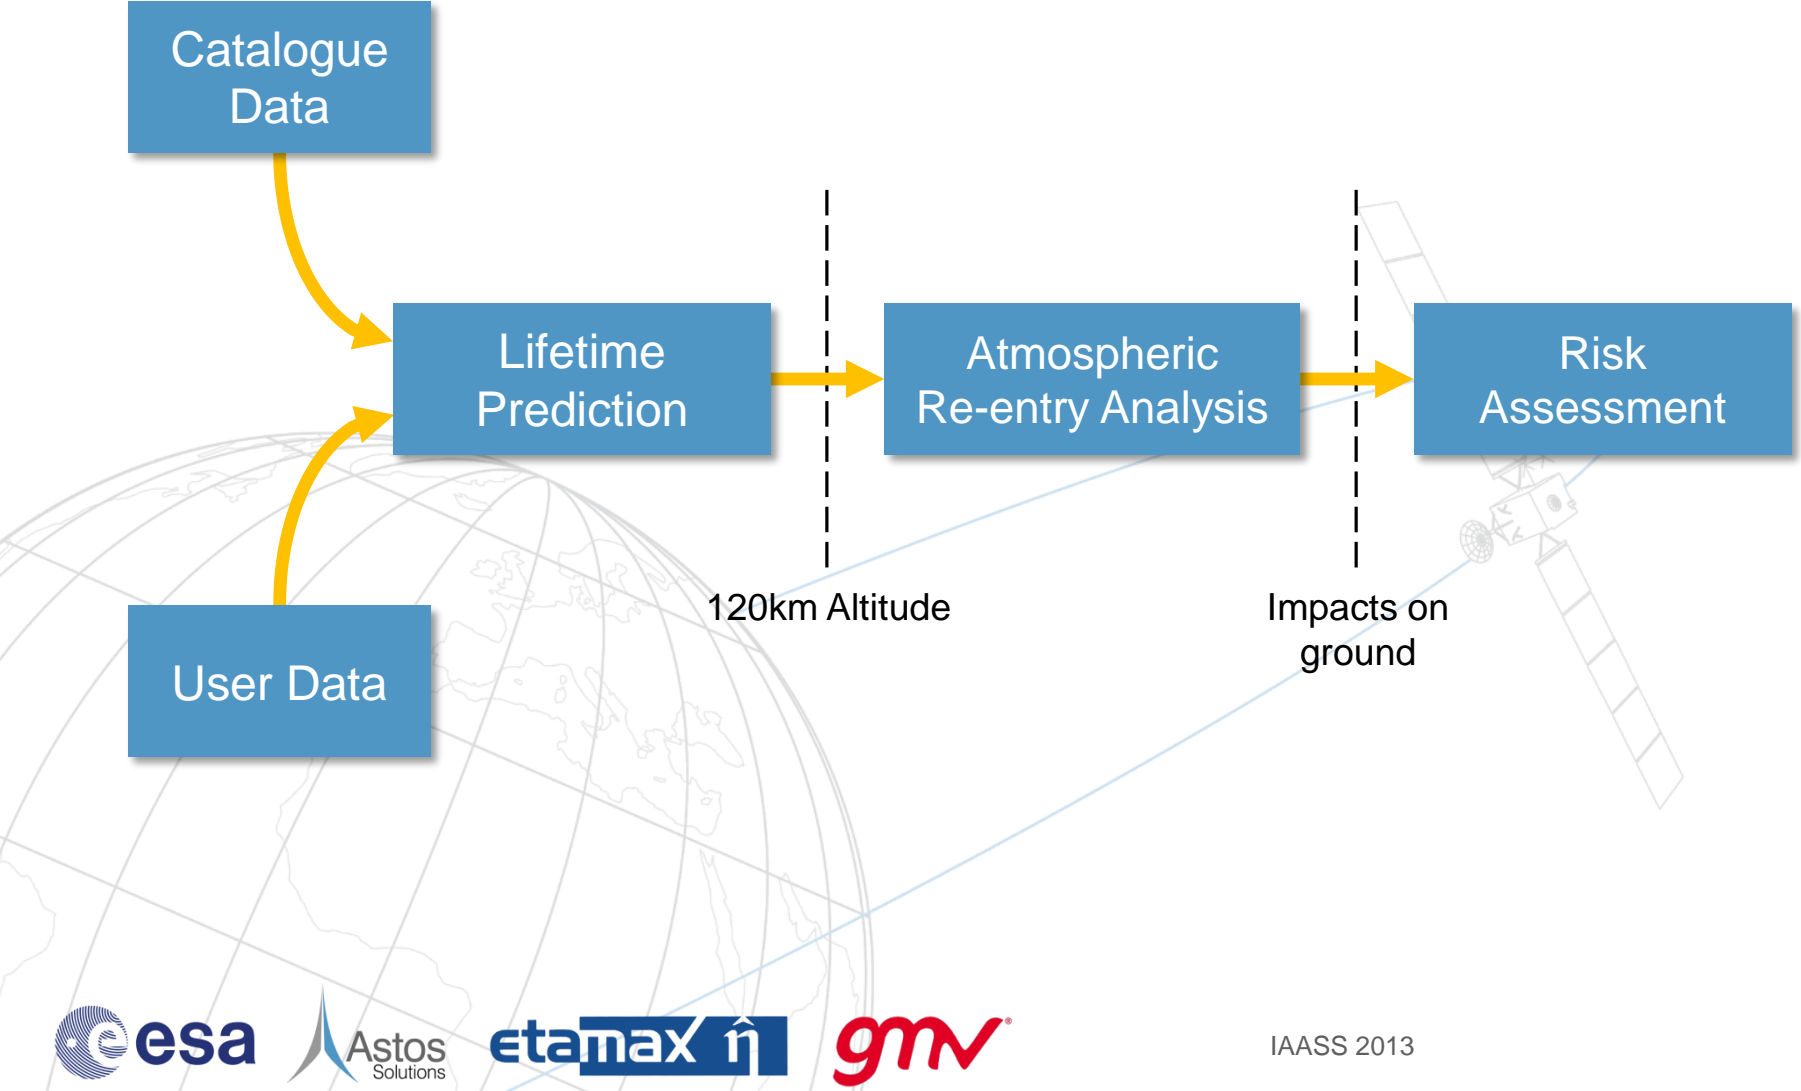 Catalogue
Data
Lifetime
Prediction
Atmospheric
Re-entry Analysis
Risk
Assessment
120km Altitude
Impacts on
ground
User Data
esa
Astos
Solutions
etamax
gmv
IAASS 2013